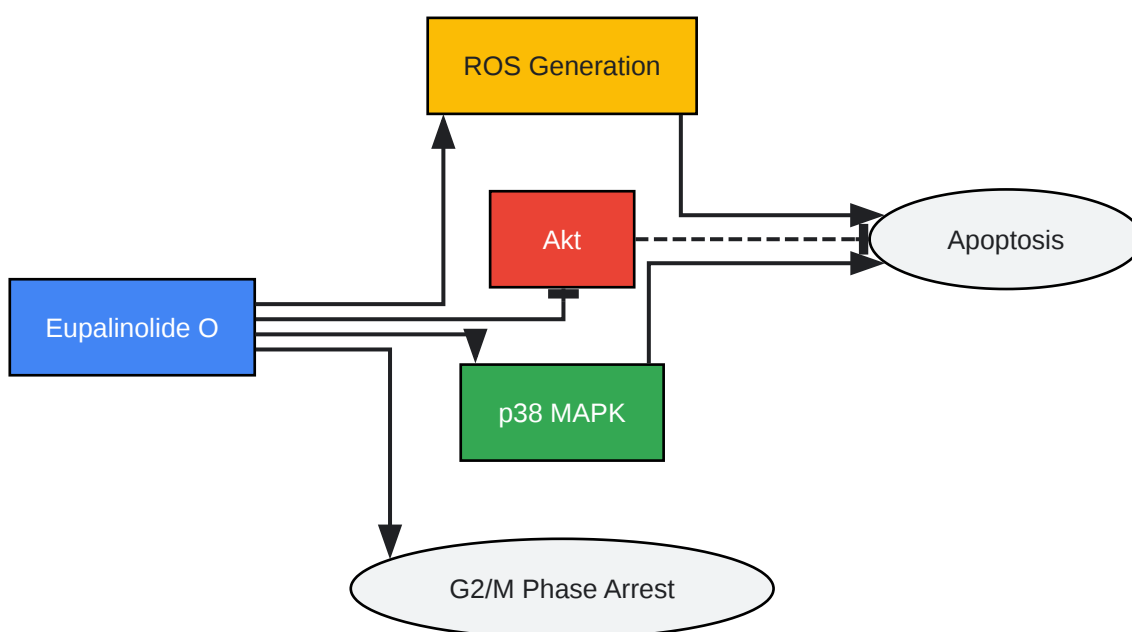 ROS Generation
Akt
Apoptosis
Eupalinolide O
p38 MAPK
G2/M Phase Arrest